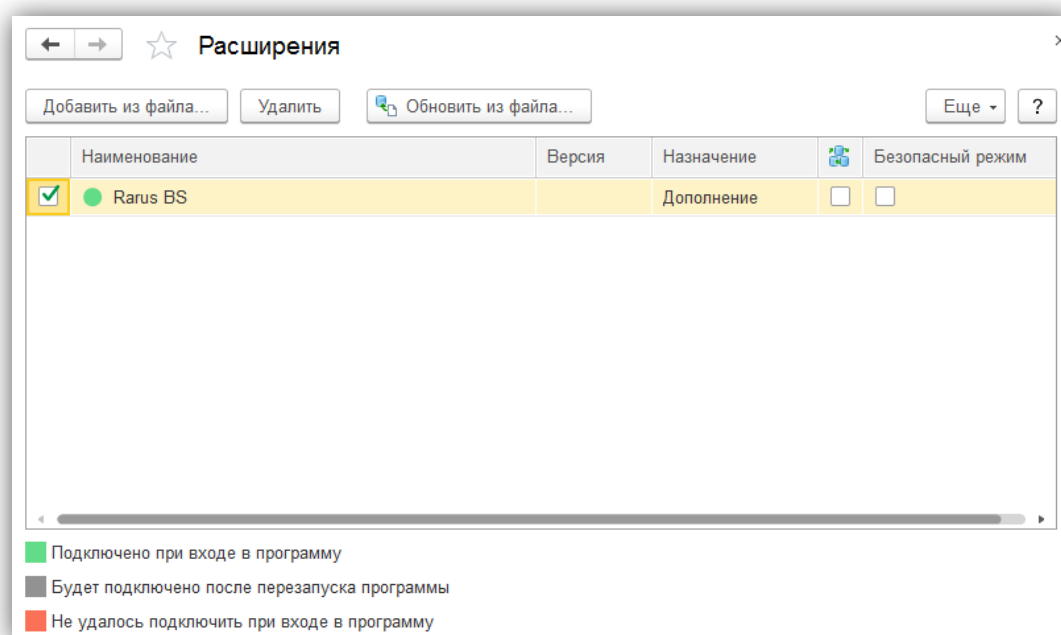 Расширения
Добавить из файла... Удалить Обновить из файла... Еще ?
Наименование Версия Назначение Безопасный режим
Rarus BS Дополнение
Подключено при входе в программу
Будет подключено после перезапуска программы
Не удалось подключить при входе в программу